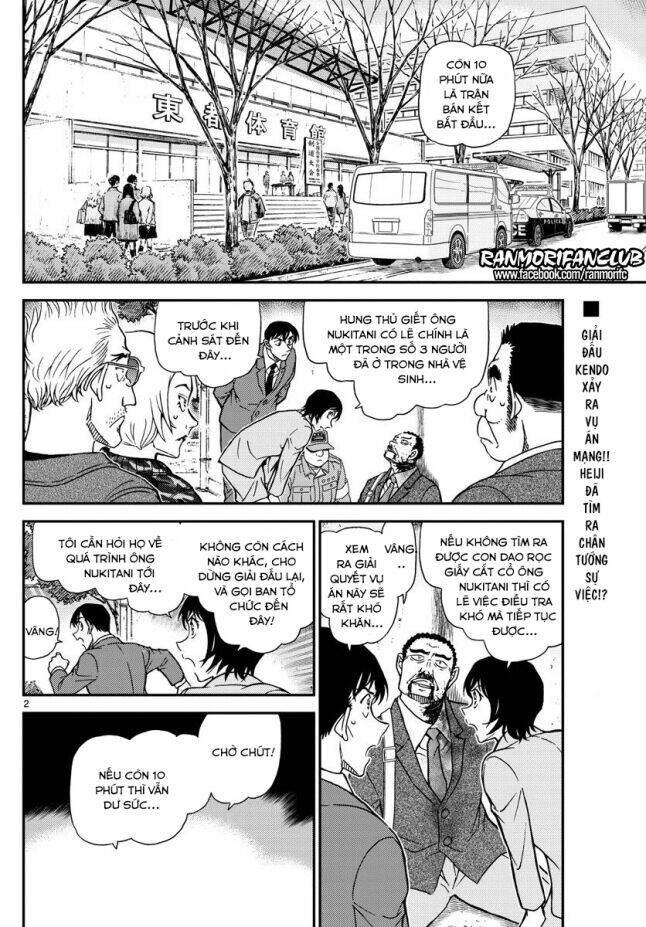 CÒN 10
PHÚT NỮA
LÀ TRẬN
BÁN KẾT
BẮT ĐẦU...
東都体育館
剣道大会
POLICE
RANMORIFANCLUB
www.facebook.com/ranmorifc
TRƯỚC KHI
CẢNH SÁT ĐẾN
ĐÂY...
HUNG THỦ GIẾT ÔNG
NUKITANI CÓ LẼ CHÍNH LÀ
MỘT TRONG SỐ 3 NGƯỜI
ĐÃ Ở TRONG NHÀ VỆ
SINH...
■
GIẢI
ĐẤU
KENDO
XẢY
RA
VỤ
ÁN
MẠNG!!
HEIJI
ĐÃ
TÌM
RA
CHÂN
TƯỚNG
SỰ
VIỆC!?
NẾU KHÔNG TÌM RA
ĐƯỢC CON DAO RỌC
GIẤY CẮT CỔ ÔNG
NUKITANI THÌ CÓ
LẼ VIỆC ĐIỀU TRA
KHÓ MÀ TIẾP TỤC
ĐƯỢC...
VÂNG.
..
XEM
RA GIẢI
QUYẾT VỤ
ÁN NÀY SẼ
RẤT KHÓ
KHĂN...
KHÔNG CÒN CÁCH
NÀO KHÁC, CHO
DỪNG GIẢI ĐẤU LẠI,
VÀ GỌI BAN TỔ
CHỨC ĐẾN
ĐÂY!
TÔI CẦN HỎI HỌ VỀ
QUÁ TRÌNH ÔNG
NUKITANI TỚI
ĐÂY...
VÂNG!
2
CHỜ CHÚT!
NẾU CÒN 10
PHÚT THÌ VẪN
DƯ SỨC...